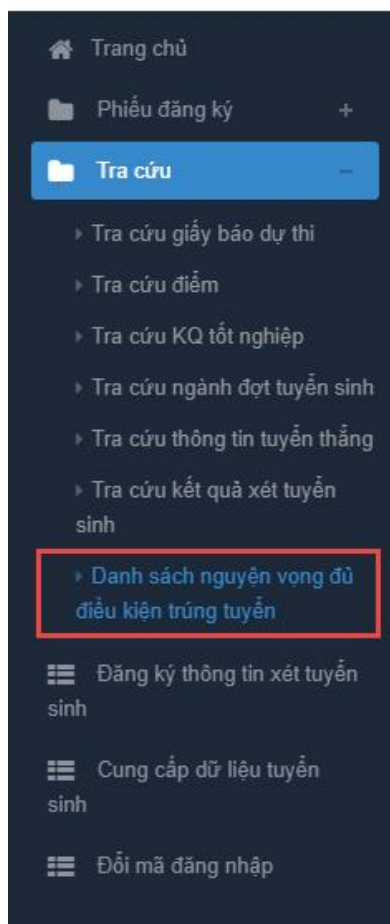 Trang chủ
Phiếu đăng ký +
Tra cứu −
Tra cứu giấy báo dự thi
Tra cứu điểm
Tra cứu KQ tốt nghiệp
Tra cứu ngành đợt tuyển sinh
Tra cứu thông tin tuyển thẳng
Tra cứu kết quả xét tuyển
sinh
Danh sách nguyện vọng đủ
điều kiện trúng tuyển
Đăng ký thông tin xét tuyển
sinh
Cung cấp dữ liệu tuyển
sinh
Đổi mã đăng nhập